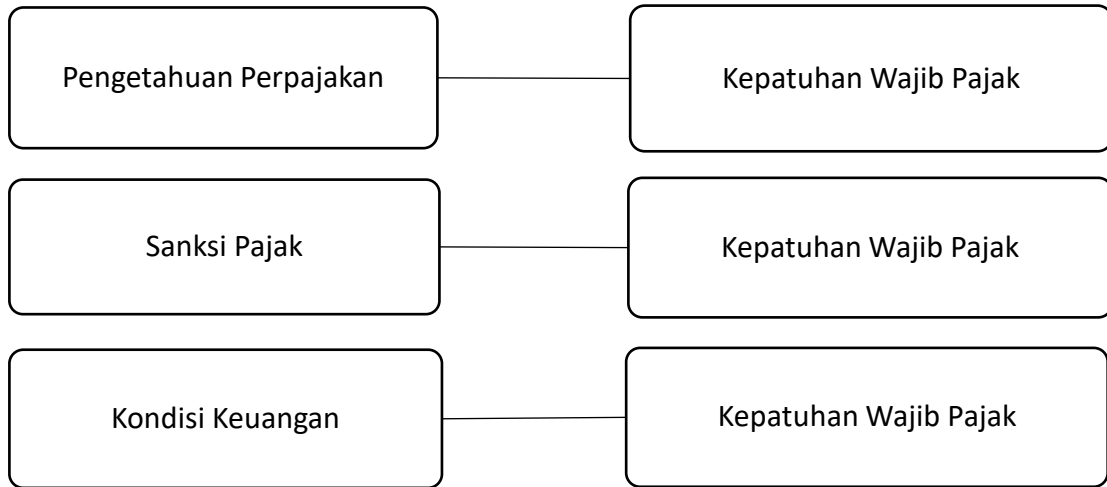 Pengetahuan Perpajakan
Kepatuhan Wajib Pajak
Sanksi Pajak
Kepatuhan Wajib Pajak
Kondisi Keuangan
Kepatuhan Wajib Pajak